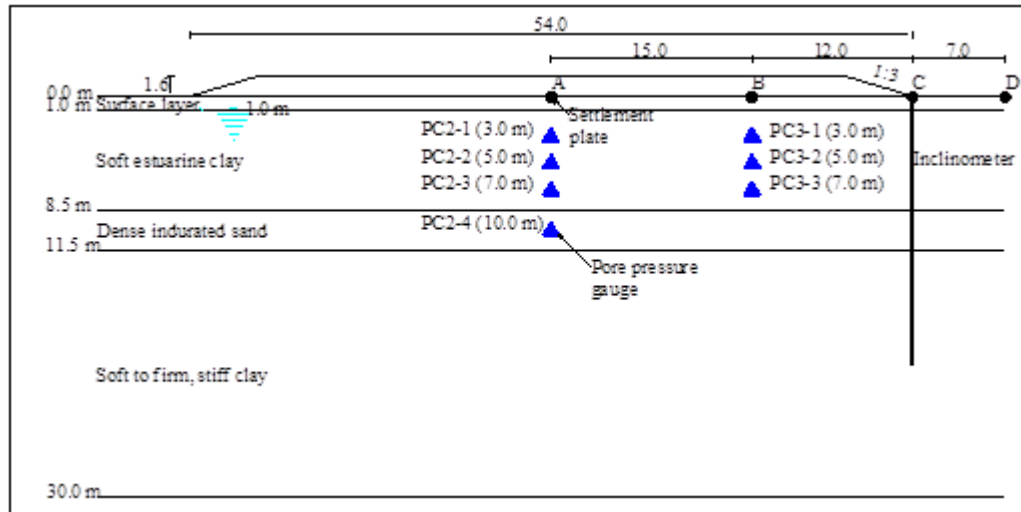 54.0
15.0
12.0
7.0
1.6
1:3
A
B
C
D
0.0 m
1.0 m
Surface layer
1.0 m
Settlement
plate
PC2-1 (3.0 m)
PC3-1 (3.0 m)
Soft estuarine clay
PC2-2 (5.0 m)
PC3-2 (5.0 m)
Inclinometer
PC2-3 (7.0 m)
PC3-3 (7.0 m)
8.5 m
Dense indurated sand
PC2-4 (10.0 m)
11.5 m
Pore pressure
gauge
Soft to firm, stiff clay
30.0 m